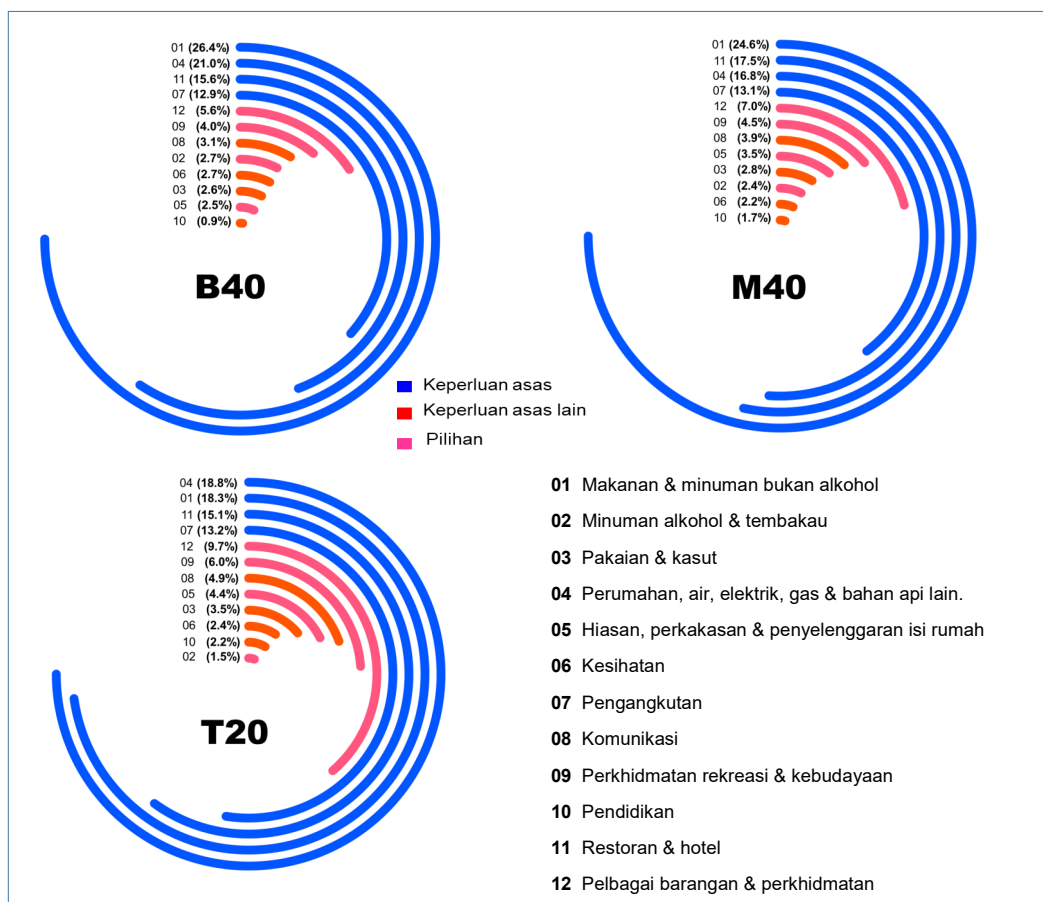 01 (26.4%)
04 (21.0%)
11 (15.6%)
07 (12.9%)
12 (5.6%)
09 (4.0%)
08 (3.1%)
02 (2.7%)
06 (2.7%)
03 (2.6%)
05 (2.5%)
10 (0.9%)
B40
01 (24.6%)
11 (17.5%)
04 (16.8%)
07 (13.1%)
12 (7.0%)
09 (4.5%)
08 (3.9%)
05 (3.5%)
03 (2.8%)
02 (2.4%)
06 (2.2%)
10 (1.7%)
M40
Keperluan asas
Keperluan asas lain
Pilihan
04 (18.8%)
01 (18.3%)
11 (15.1%)
07 (13.2%)
12 (9.7%)
09 (6.0%)
08 (4.9%)
05 (4.4%)
03 (3.5%)
06 (2.4%)
10 (2.2%)
02 (1.5%)
T20
01 Makanan & minuman bukan alkohol
02 Minuman alkohol & tembakau
03 Pakaian & kasut
04 Perumahan, air, elektrik, gas & bahan api lain.
05 Hiasan, perkakasan & penyelenggaran isi rumah
06 Kesihatan
07 Pengangkutan
08 Komunikasi
09 Perkhidmatan rekreasi & kebudayaan
10 Pendidikan
11 Restoran & hotel
12 Pelbagai barangan & perkhidmatan